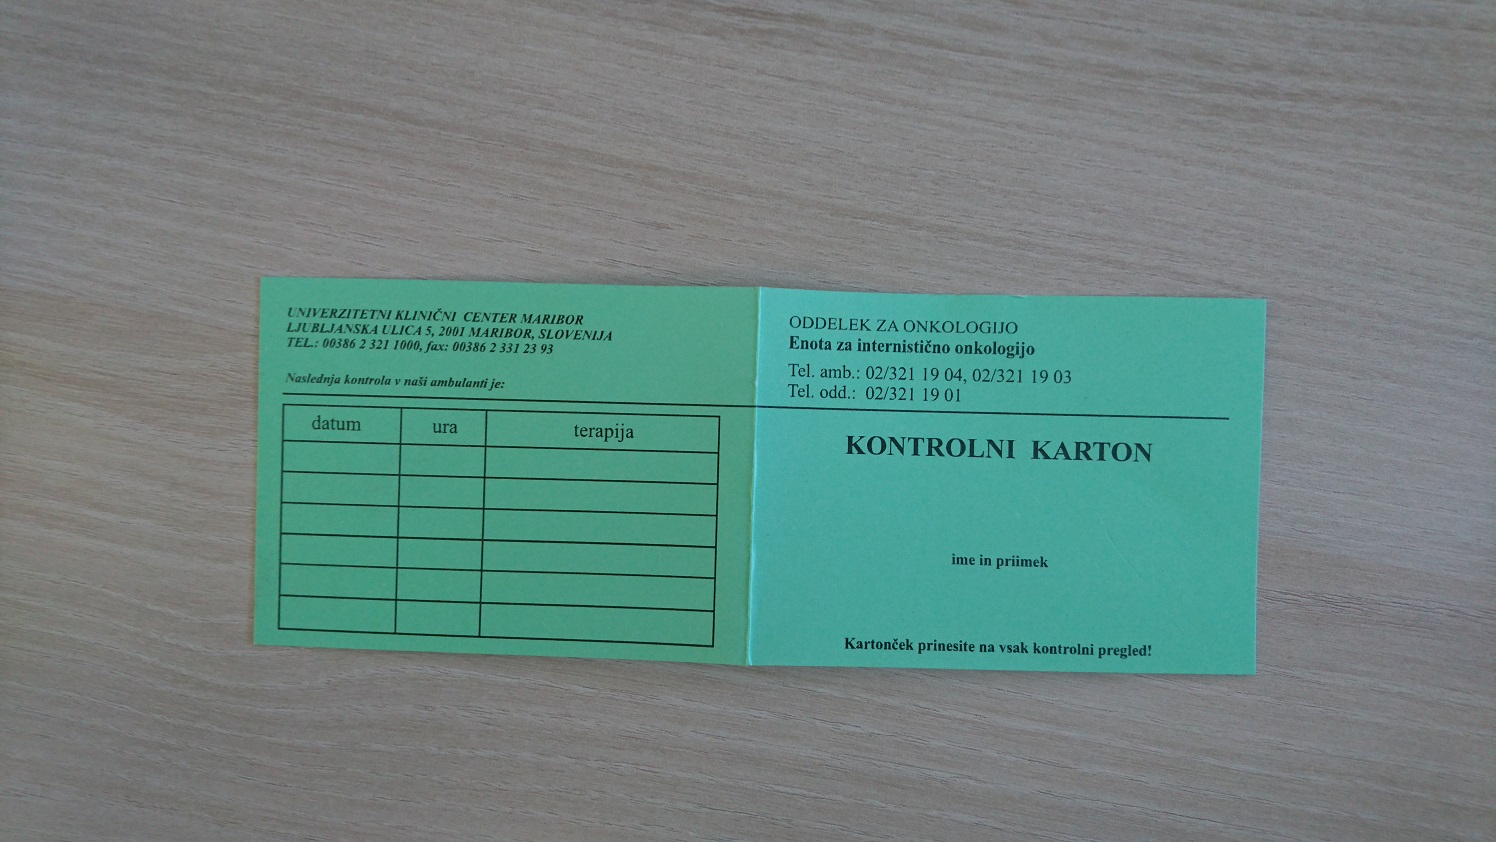 UNIVERZITETNI KLINIČNI CENTER MARIBOR
LJUBLJANSKA ULICA 5, 2001 MARIBOR, SLOVENIJA
TEL.: 00386 2 321 1000, fax: 00386 2 331 23 93
Naslednja kontrola v naši ambulanti je:
datum ura terapija
ODDELEK ZA ONKOLOGIJO
Enota za internistično onkologijo
Tel. amb.: 02/321 19 04, 02/321 19 03
Tel. odd.: 02/321 19 01
KONTROLNI KARTON
ime in priimek
Kartonček prinesite na vsak kontrolni pregled!